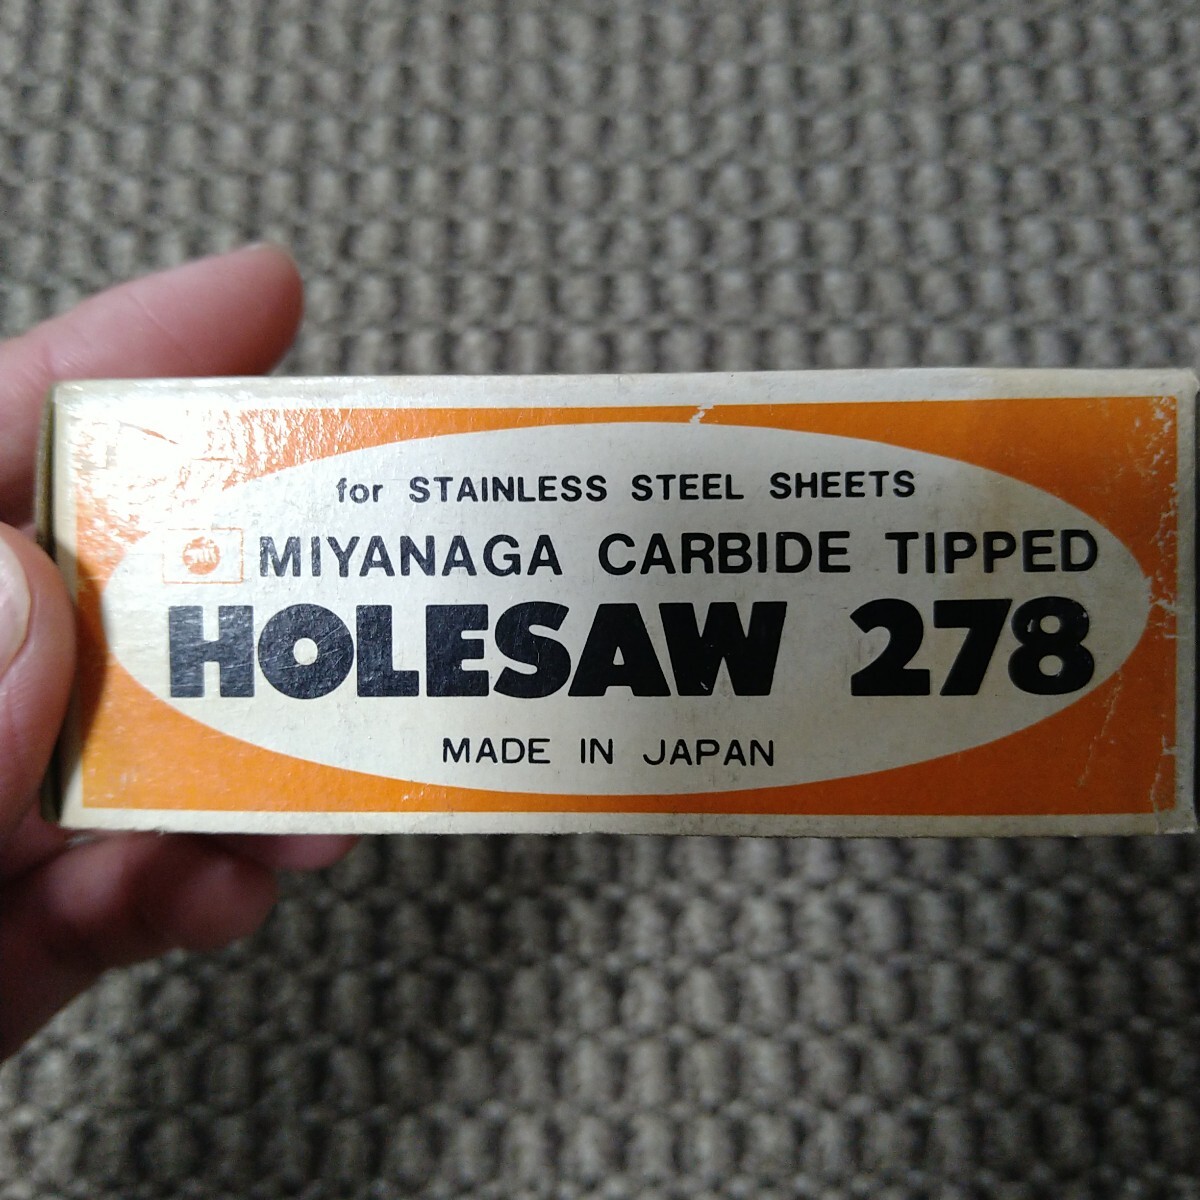 for STAINLESS STEEL SHEETS
MIYANAGA CARBIDE TIPPED
HOLESAW 278
MADE IN JAPAN